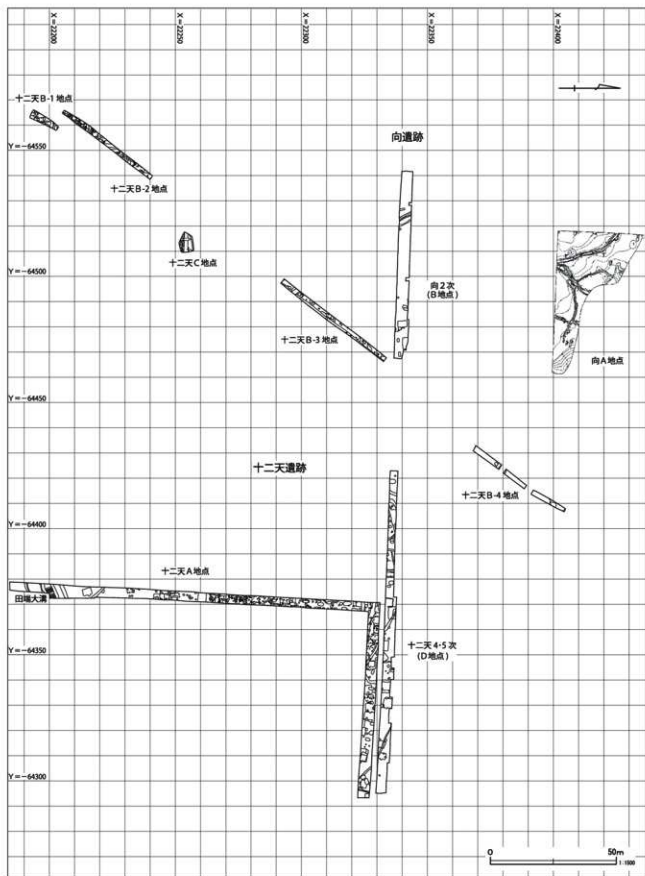 X=22200
X=22250
X=22300
X=22350
X=22400
十二天B-1地点
Y=-64550
十二天B-2地点
向遺跡
十二天C地点
Y=-64500
向2次
(B地点)
十二天B-3地点
向A地点
Y=-64450
十二天遺跡
十二天B-4地点
Y=-64400
十二天A地点
田端大溝
十二天4・5次
(D地点)
Y=-64350
Y=-64300
0
50m
1:1500